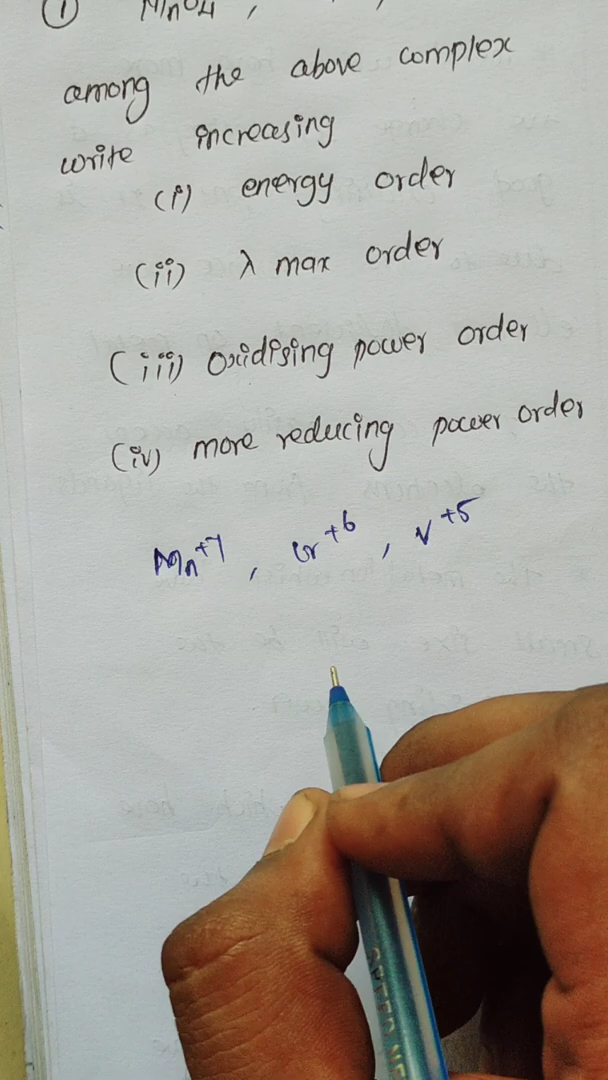 ① MnO4 ,
among the above complex
write increasing
(i) energy order
(ii) λ max order
(iii) oxidising power order
(iv) more reducing power order
Mn+7 , Cr+6 , V+5